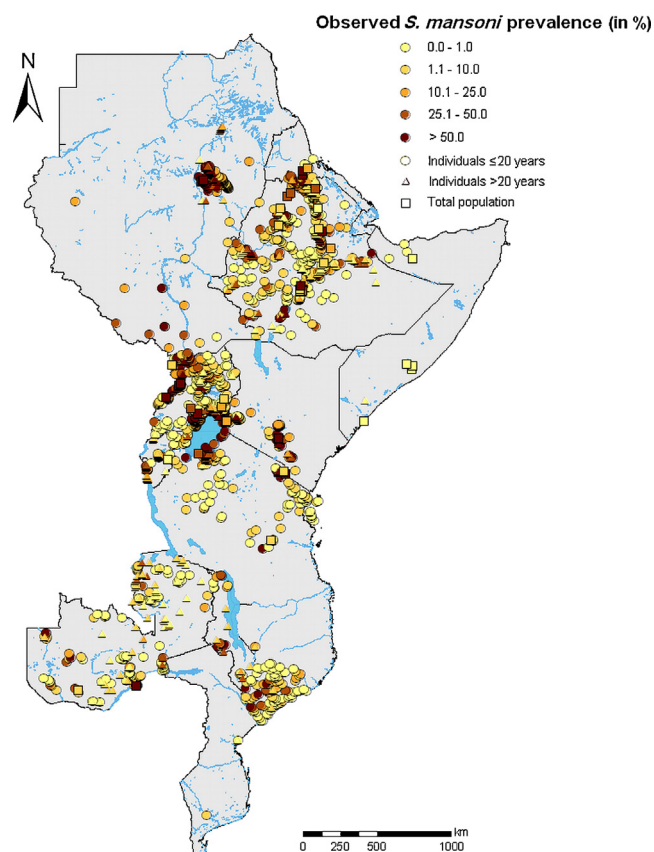 Observed S. mansoni prevalence (in %)
N
0.0 - 1.0
1.1 - 10.0
10.1 - 25.0
25.1 - 50.0
> 50.0
Individuals ≤20 years
Individuals >20 years
Total population
km
0 250 500 1000